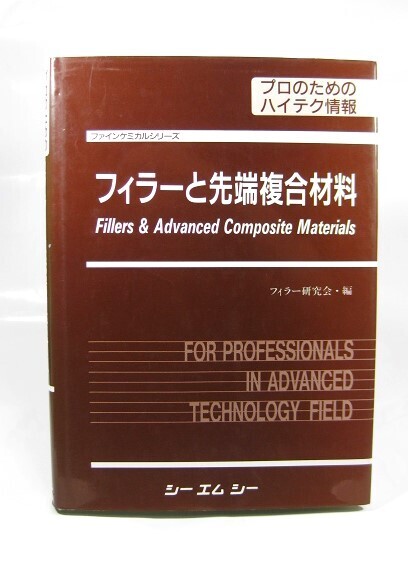 プロのための
ハイテク情報
ファインケミカルシリーズ
フィラーと先端複合材料
Fillers & Advanced Composite Materials
フィラー研究会・編
FOR PROFESSIONALS
IN ADVANCED
TECHNOLOGY FIELD
シーエムシー